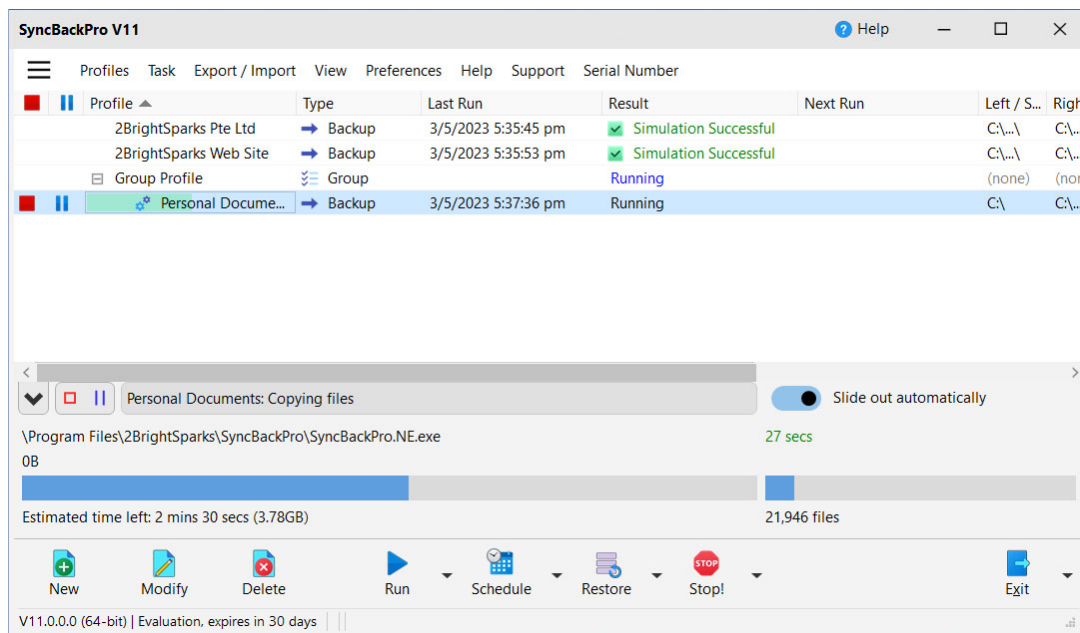 SyncBackPro V11 ? Help
Profiles Task Export / Import View Preferences Help Support Serial Number
Profile Type Last Run Result Next Run Left / S... Righ
2BrightSparks Pte Ltd Backup 3/5/2023 5:35:45 pm Simulation Successful C:\...\ C:\...
2BrightSparks Web Site Backup 3/5/2023 5:35:53 pm Simulation Successful C:\...\ C:\...
Group Profile Group Running (none) (nor
Personal Docume... Backup 3/5/2023 5:37:36 pm Running C:\ C:\...
Personal Documents: Copying files Slide out automatically
\Program Files\2BrightSparks\SyncBackPro\SyncBackPro.NE.exe 27 secs
0B
Estimated time left: 2 mins 30 secs (3.78GB) 21,946 files
STOP
New Modify Delete Run Schedule Restore Stop! Exit
V11.0.0.0 (64-bit) | Evaluation, expires in 30 days